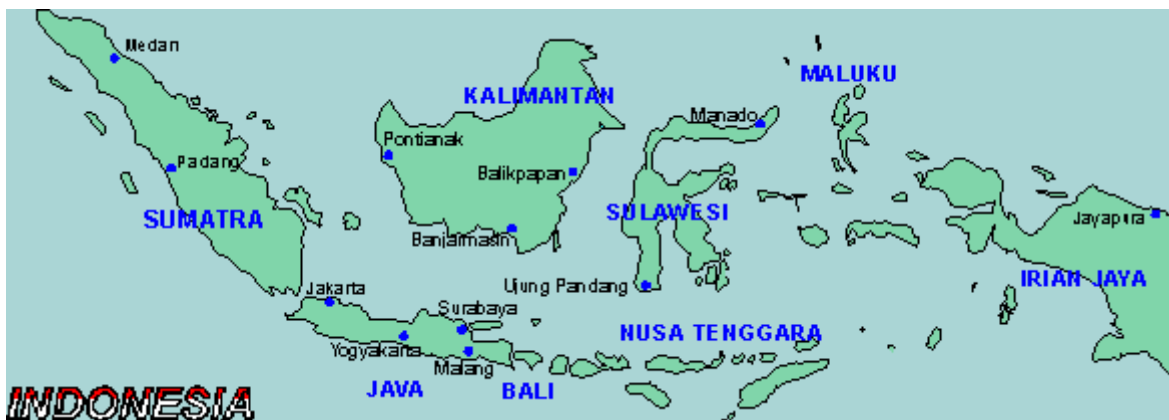 Medan
MALUKU
KALIMANTAN
Manado
Pontianak
Padang
Balikpapan
SUMATRA
SULAWESI
Jayapura
Banjarmasin
Jakarta
Ujung Pandang
IRIAN JAYA
Surabaya
NUSA TENGGARA
Yogyakarta
Malang
JAVA
BALI
INDONESIA